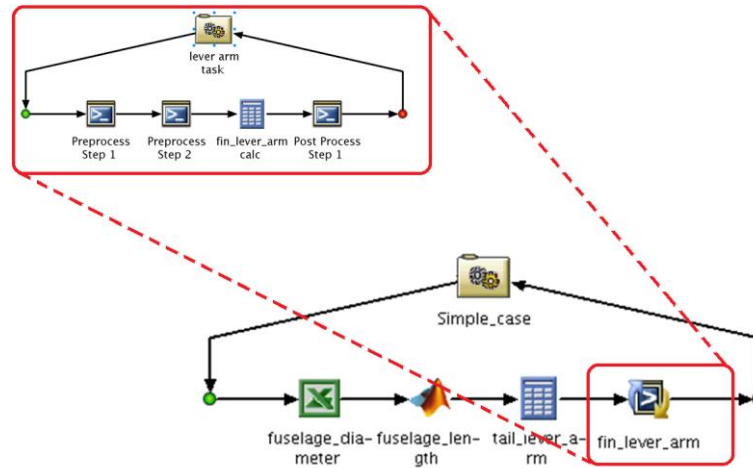 lever arm
task
Preprocess
Step 1
Preprocess
Step 2
fin_lever_arm
calc
Post Process
Step 1
Simple_case
fuselage_dia-
meter
fuselage_len-
gth
tail_lever_a-
rm
fin_lever_arm